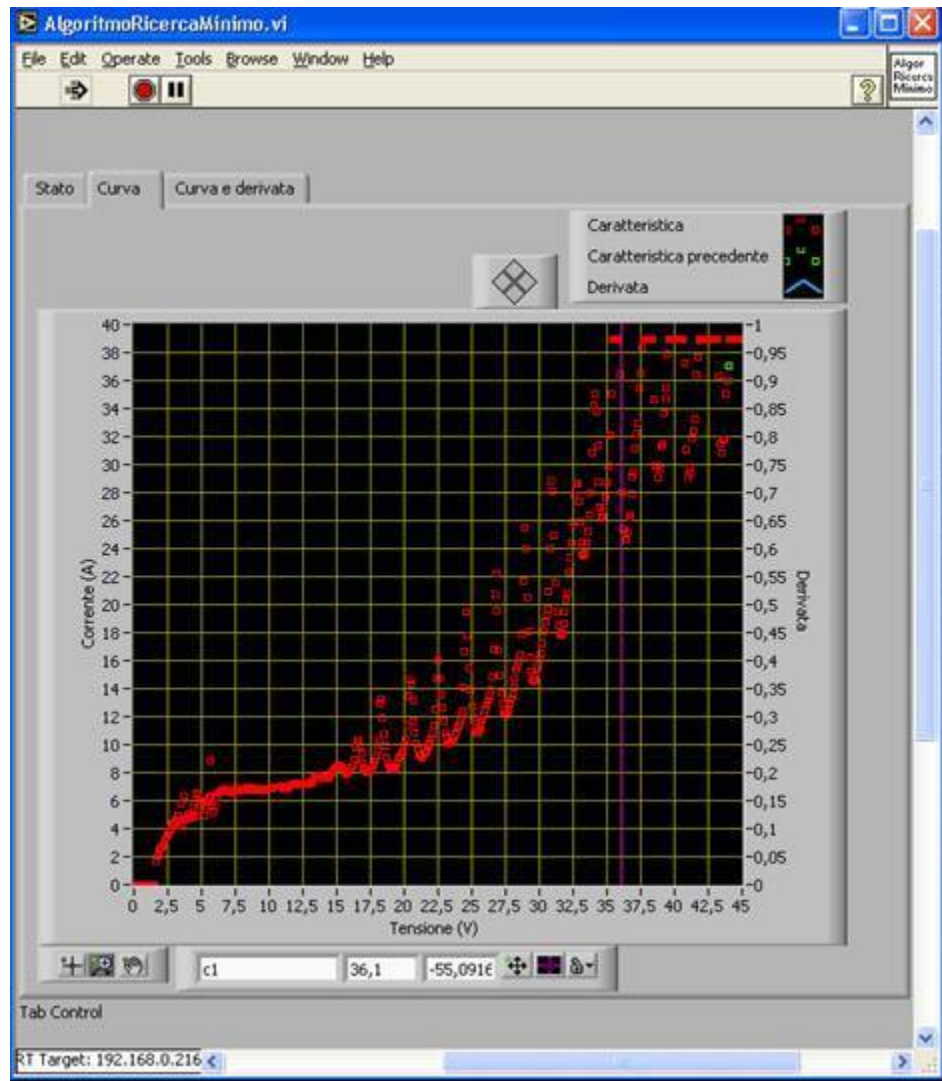 AlgoritmoRicercaMinimo.vi
File Edit Operate Tools Browse Window Help
Algor
Ricerca
Minimo
Stato Curva Curva e derivata
Caratteristica
Caratteristica precedente
Derivata
40 1
38 0,95
36 0,9
34 0,85
32 0,8
30 0,75
28 0,7
26 0,65
24 0,6
22 0,55
20 0,5
18 0,45
16 0,4
14 0,35
12 0,3
10 0,25
8 0,2
6 0,15
4 0,1
2 0,05
0 0
Corrente (A)
Derivata
0 2,5 5 7,5 10 12,5 15 17,5 20 22,5 25 27,5 30 32,5 35 37,5 40 42,5 45
Tensione (V)
c1 36,1 -55,0916
Tab Control
RT Target: 192.168.0.216